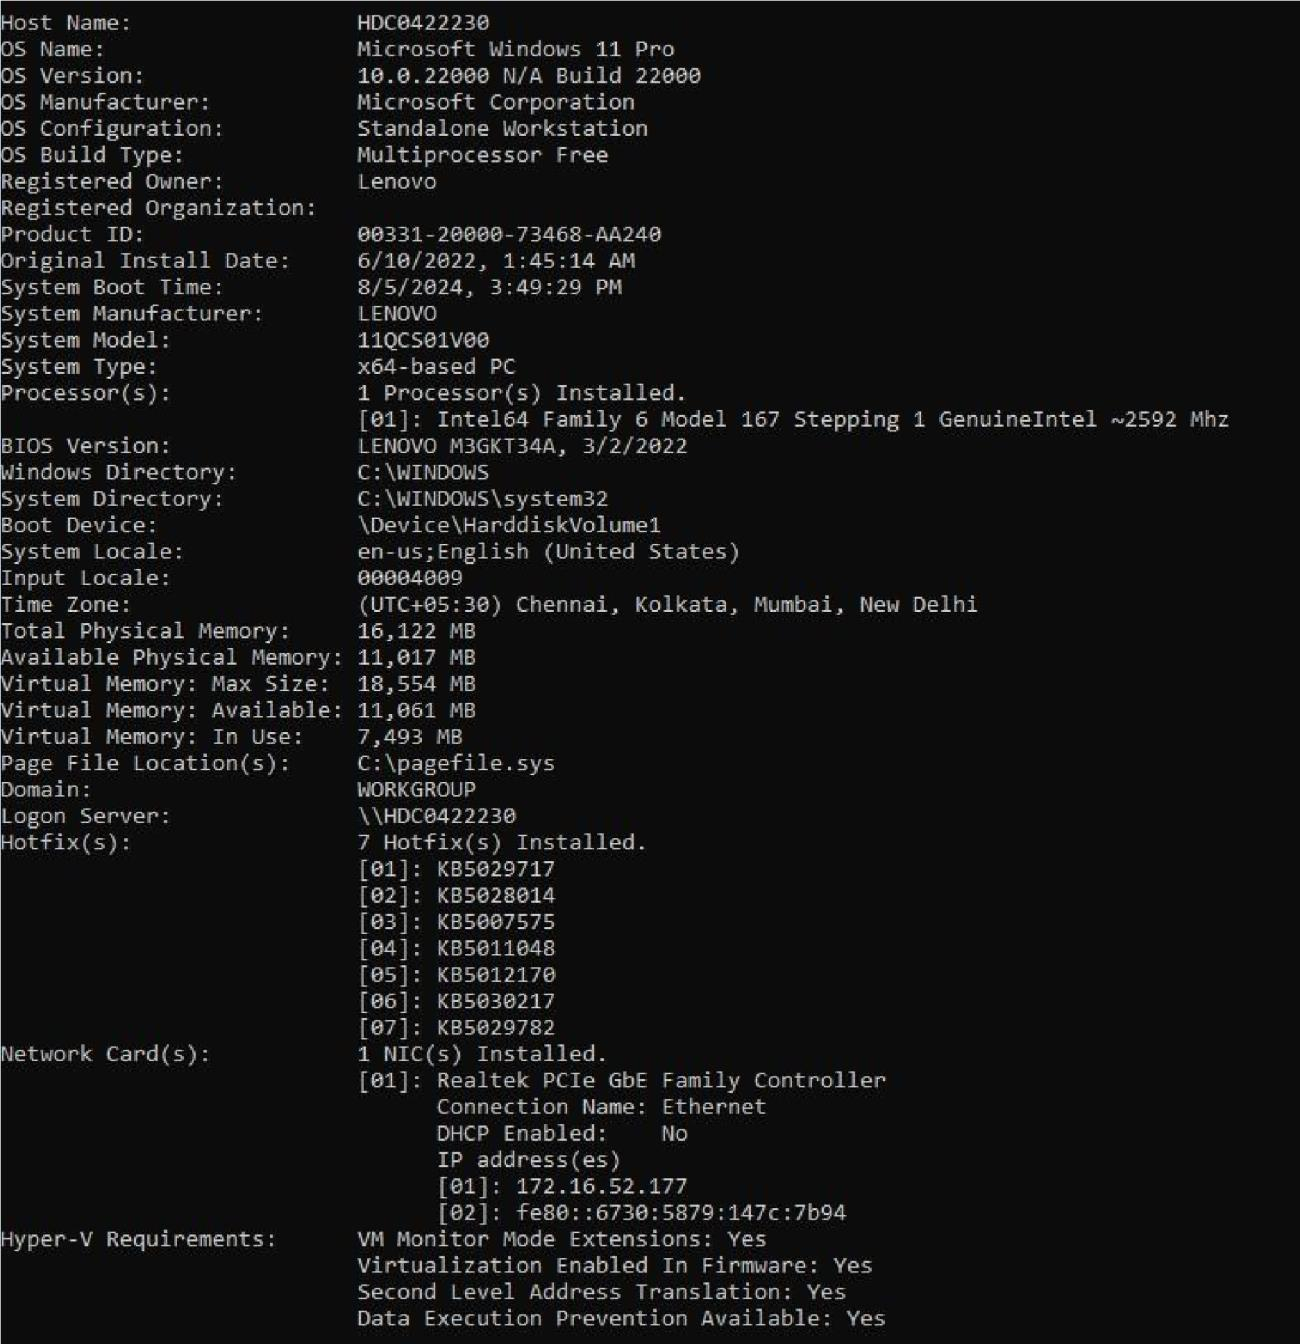 Host Name: HDC0422230
OS Name: Microsoft Windows 11 Pro
OS Version: 10.0.22000 N/A Build 22000
OS Manufacturer: Microsoft Corporation
OS Configuration: Standalone Workstation
OS Build Type: Multiprocessor Free
Registered Owner: Lenovo
Registered Organization:
Product ID: 00331-20000-73468-AA240
Original Install Date: 6/10/2022, 1:45:14 AM
System Boot Time: 8/5/2024, 3:49:29 PM
System Manufacturer: LENOVO
System Model: 11QCS01V00
System Type: x64-based PC
Processor(s): 1 Processor(s) Installed.
[01]: Intel64 Family 6 Model 167 Stepping 1 GenuineIntel ~2592 Mhz
BIOS Version: LENOVO M3GKT34A, 3/2/2022
Windows Directory: C:\WINDOWS
System Directory: C:\WINDOWS\system32
Boot Device: \Device\HarddiskVolume1
System Locale: en-us;English (United States)
Input Locale: 00004009
Time Zone: (UTC+05:30) Chennai, Kolkata, Mumbai, New Delhi
Total Physical Memory: 16,122 MB
Available Physical Memory: 11,017 MB
Virtual Memory: Max Size: 18,554 MB
Virtual Memory: Available: 11,061 MB
Virtual Memory: In Use: 7,493 MB
Page File Location(s): C:\pagefile.sys
Domain: WORKGROUP
Logon Server: \\HDC0422230
Hotfix(s): 7 Hotfix(s) Installed.
[01]: KB5029717
[02]: KB5028014
[03]: KB5007575
[04]: KB5011048
[05]: KB5012170
[06]: KB5030217
[07]: KB5029782
Network Card(s): 1 NIC(s) Installed.
[01]: Realtek PCIe GbE Family Controller
Connection Name: Ethernet
DHCP Enabled: No
IP address(es)
[01]: 172.16.52.177
[02]: fe80::6730:5879:147c:7b94
Hyper-V Requirements: VM Monitor Mode Extensions: Yes
Virtualization Enabled In Firmware: Yes
Second Level Address Translation: Yes
Data Execution Prevention Available: Yes